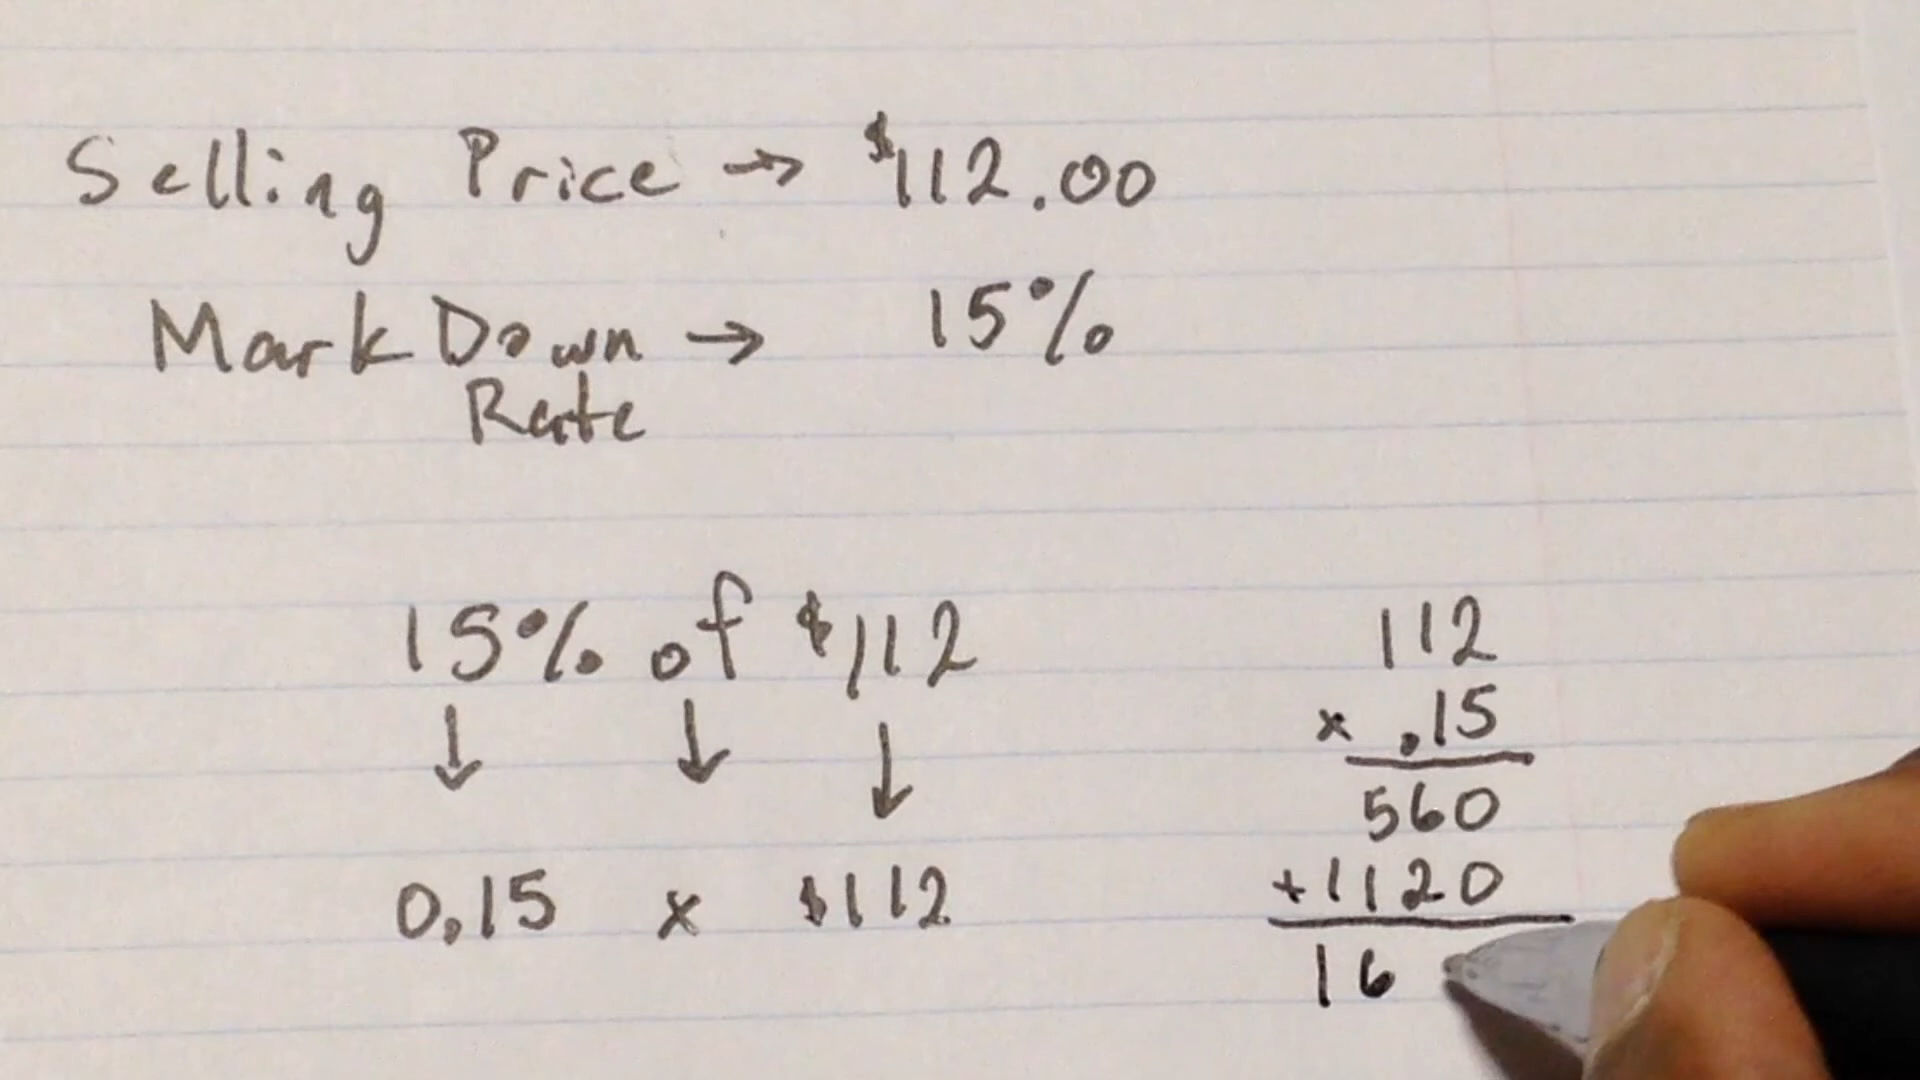 Selling Price → $112.00
Mark Down → 15%
Rate
15% of $112
↓ ↓ ↓
0.15 x $112
112
x .15
560
+1120
16